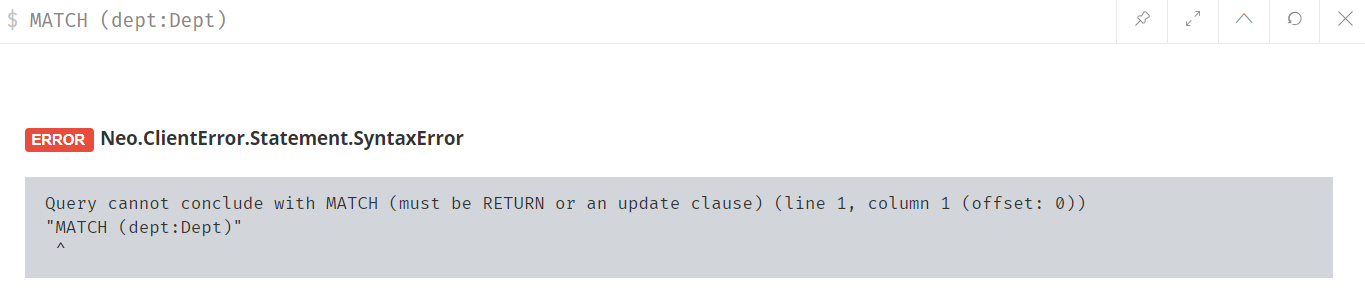 $ MATCH (dept:Dept)
ERROR Neo.ClientError.Statement.SyntaxError
Query cannot conclude with MATCH (must be RETURN or an update clause) (line 1, column 1 (offset: 0))
"MATCH (dept:Dept)"
^